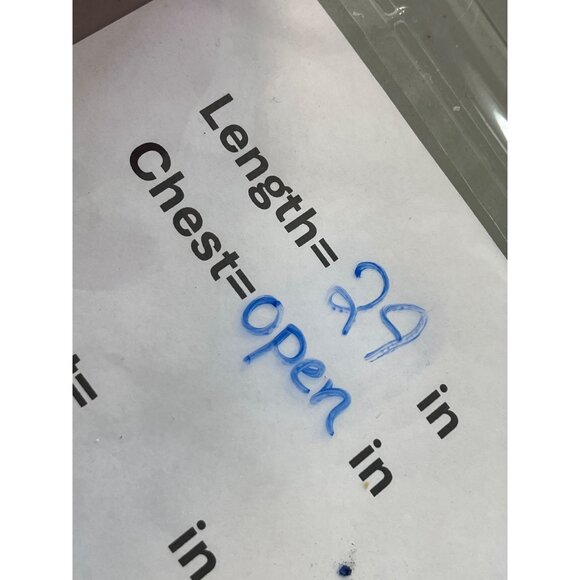 Length= 29 in
Chest= open in
t=
in